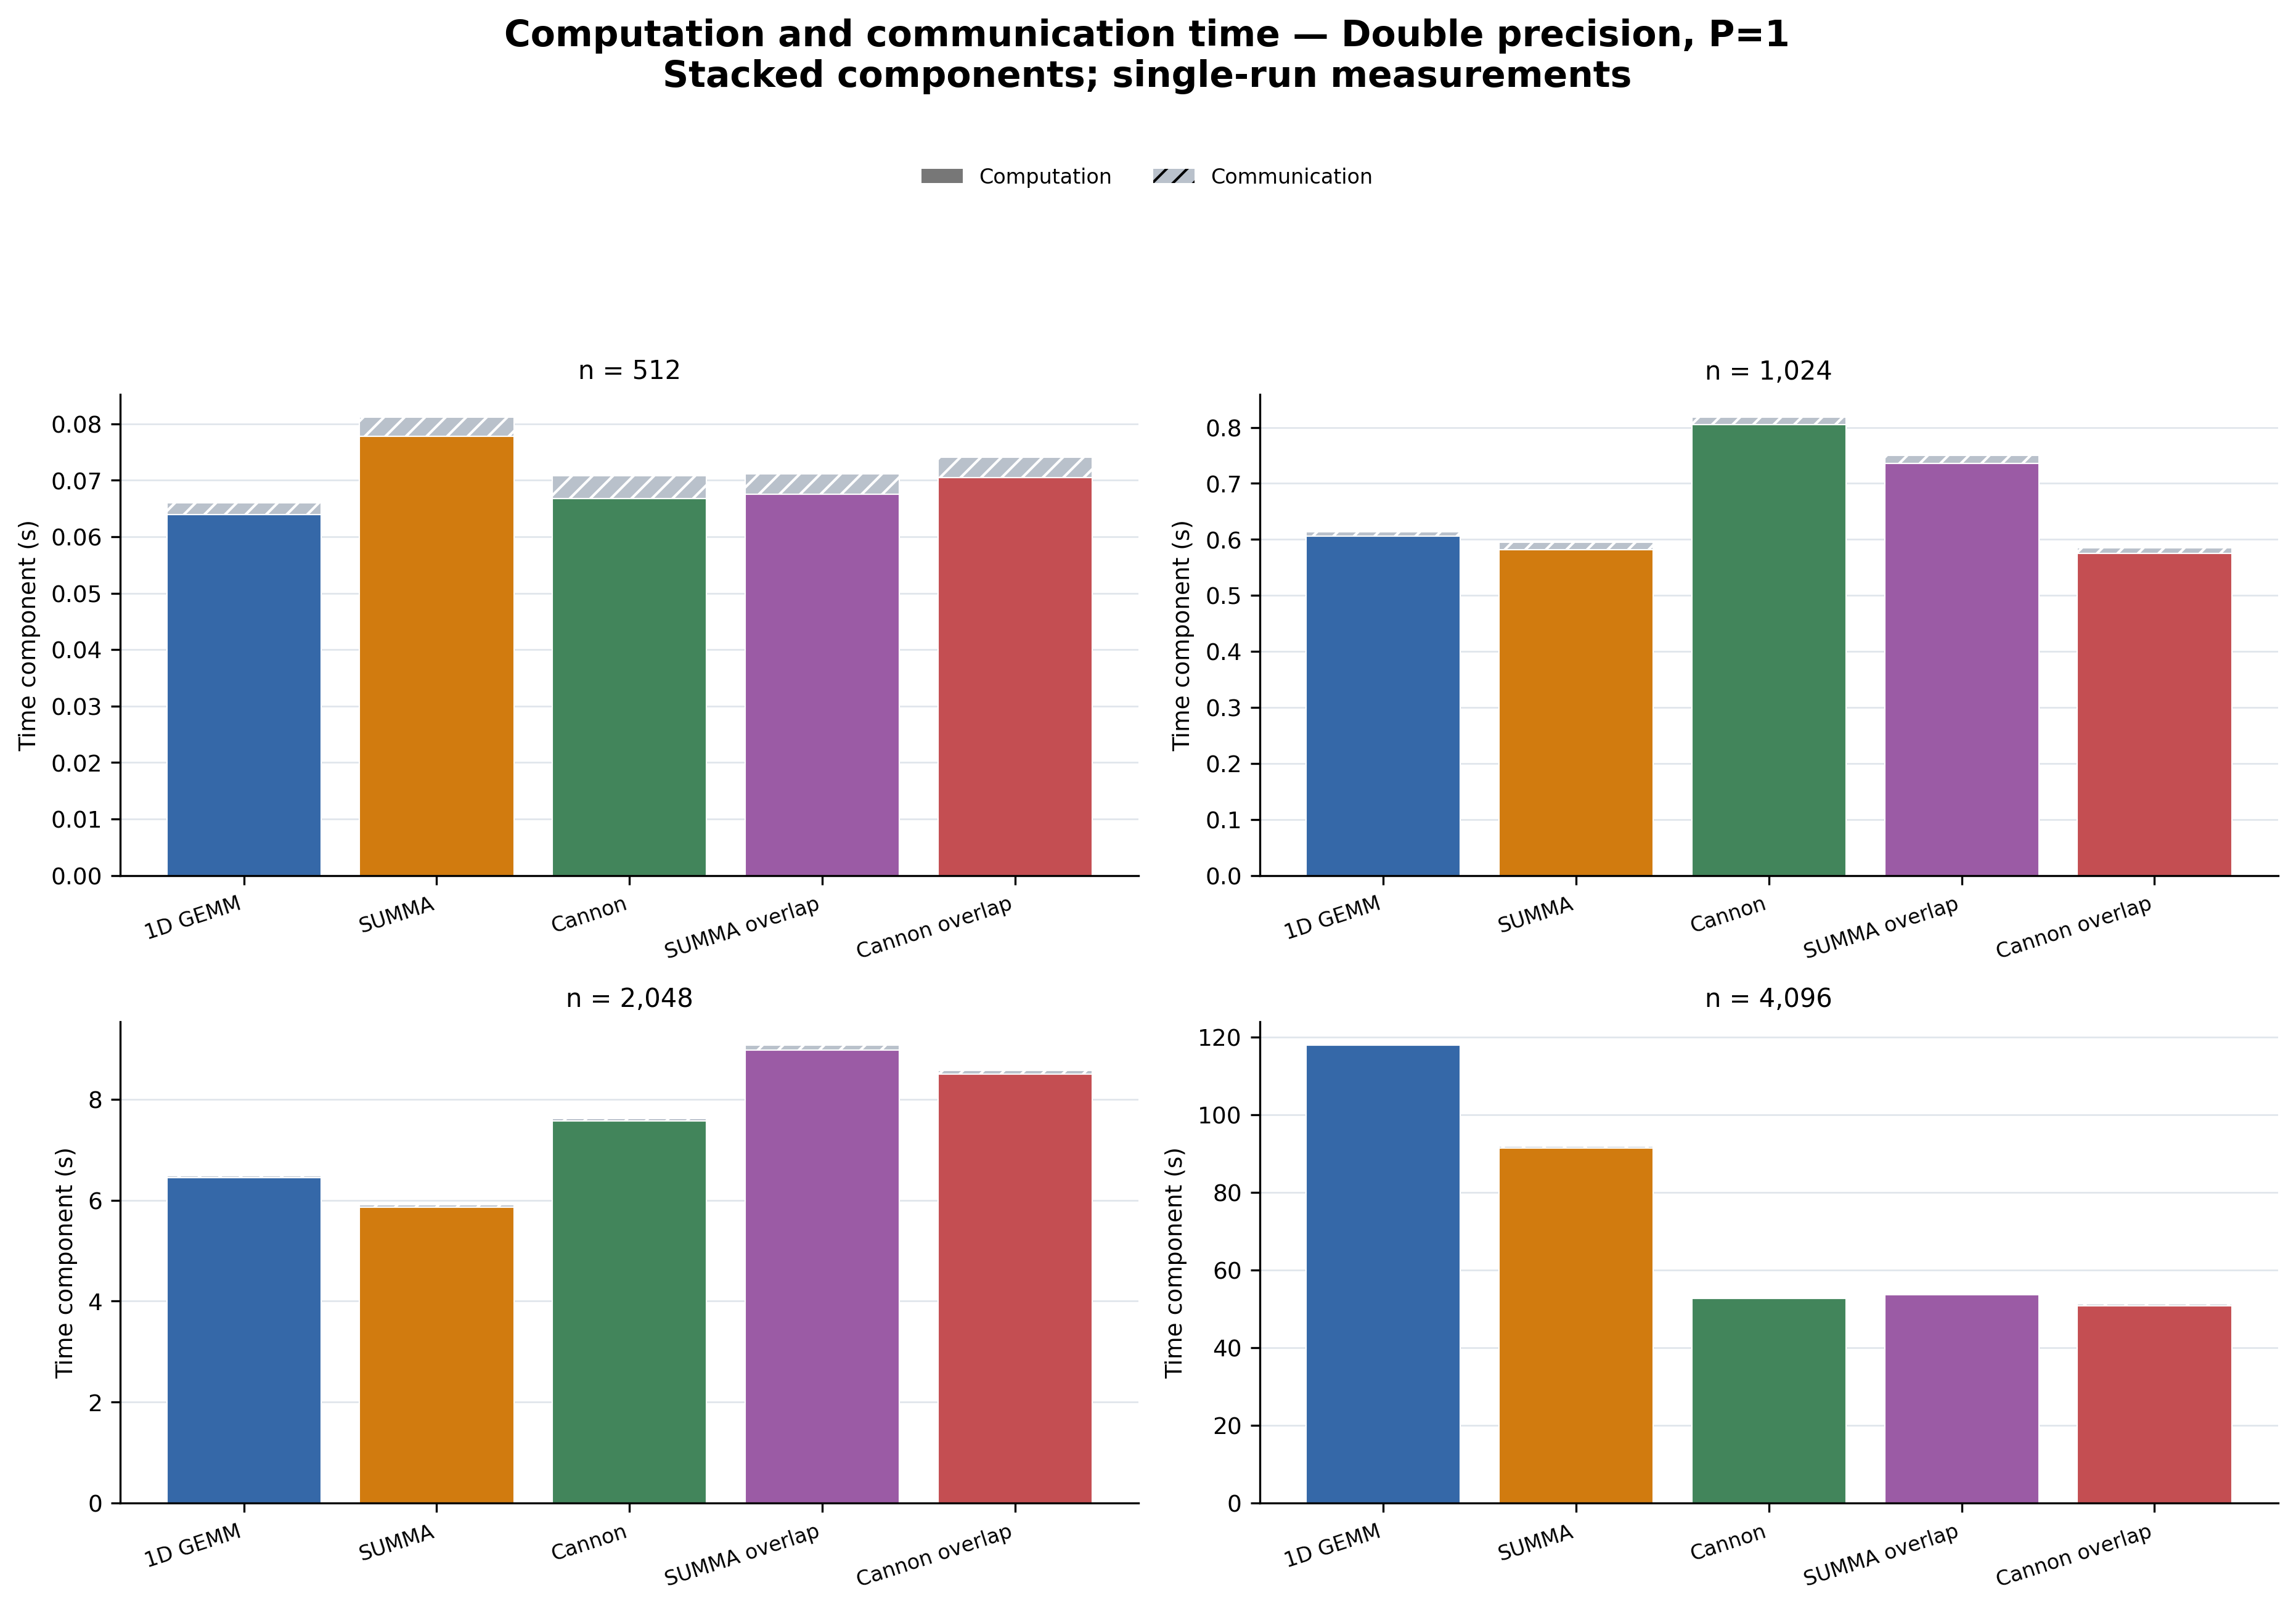 Computation and communication time — Double precision, P=1
Stacked components; single-run measurements
Computation
Communication
n = 512
Time component (s)
0.08
0.07
0.06
0.05
0.04
0.03
0.02
0.01
0.00
1D GEMM
SUMMA
Cannon
SUMMA overlap
Cannon overlap
n = 1,024
Time component (s)
0.8
0.7
0.6
0.5
0.4
0.3
0.2
0.1
0.0
1D GEMM
SUMMA
Cannon
SUMMA overlap
Cannon overlap
n = 2,048
Time component (s)
8
6
4
2
0
1D GEMM
SUMMA
Cannon
SUMMA overlap
Cannon overlap
n = 4,096
Time component (s)
120
100
80
60
40
20
0
1D GEMM
SUMMA
Cannon
SUMMA overlap
Cannon overlap